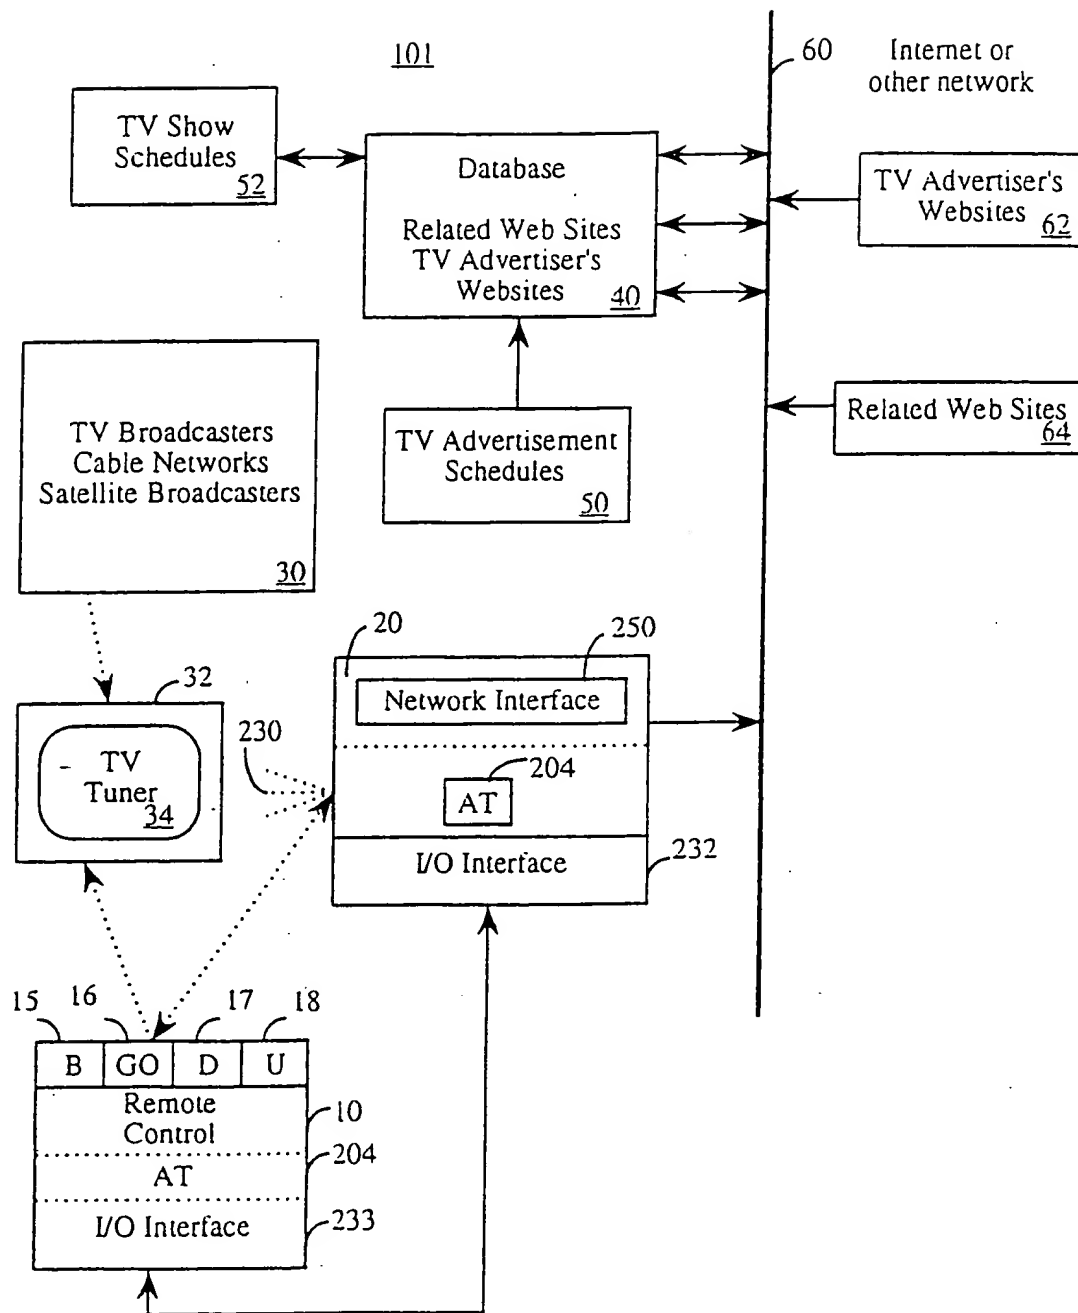 101
60
Internet or
other network
TV Show
Schedules
52
Database
Related Web Sites
TV Advertiser's
Websites
40
TV Advertiser's
Websites
62
TV Broadcasters
Cable Networks
Satellite Broadcasters
30
TV Advertisement
Schedules
50
Related Web Sites
64
20
250
Network Interface
32
TV
Tuner
34
230
204
AT
I/O Interface
232
15
16
17
18
B
GO
D
U
Remote
Control
10
204
AT
I/O Interface
233